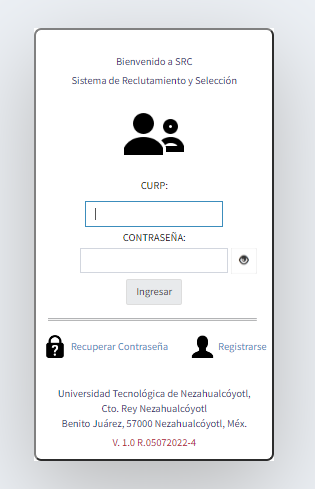 Bienvenido a SRC
Sistema de Reclutamiento y Selección
CURP:
CONTRASEÑA:
Ingresar
Recuperar Contraseña
Registrarse
Universidad Tecnológica de Nezahualcóyotl,
Cto. Rey Nezahualcóyotl
Benito Juárez, 57000 Nezahualcóyotl, Méx.
V. 1.0 R.05072022-4